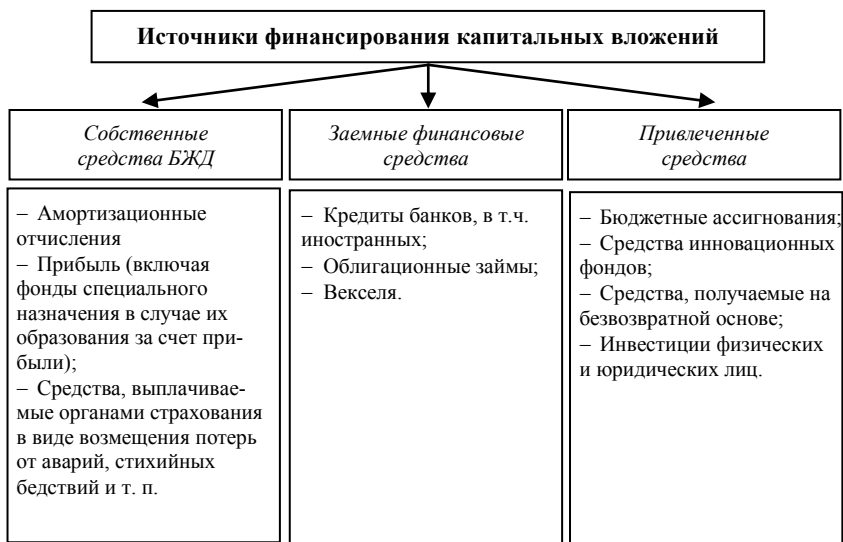 Источники финансирования капитальных вложений
Собственные
средства БЖД
Заемные финансовые
средства
Привлеченные
средства
– Амортизационные
отчисления
– Прибыль (включая
фонды специального
назначения в случае их
образования за счет при-
были);
– Средства, выплачивае-
мые органами страхования
в виде возмещения потерь
от аварий, стихийных
бедствий и т. п.
– Кредиты банков, в т.ч.
иностранных;
– Облигационные займы;
– Векселя.
– Бюджетные ассигнования;
– Средства инновационных
фондов;
– Средства, получаемые на
безвозвратной основе;
– Инвестиции физических
и юридических лиц.